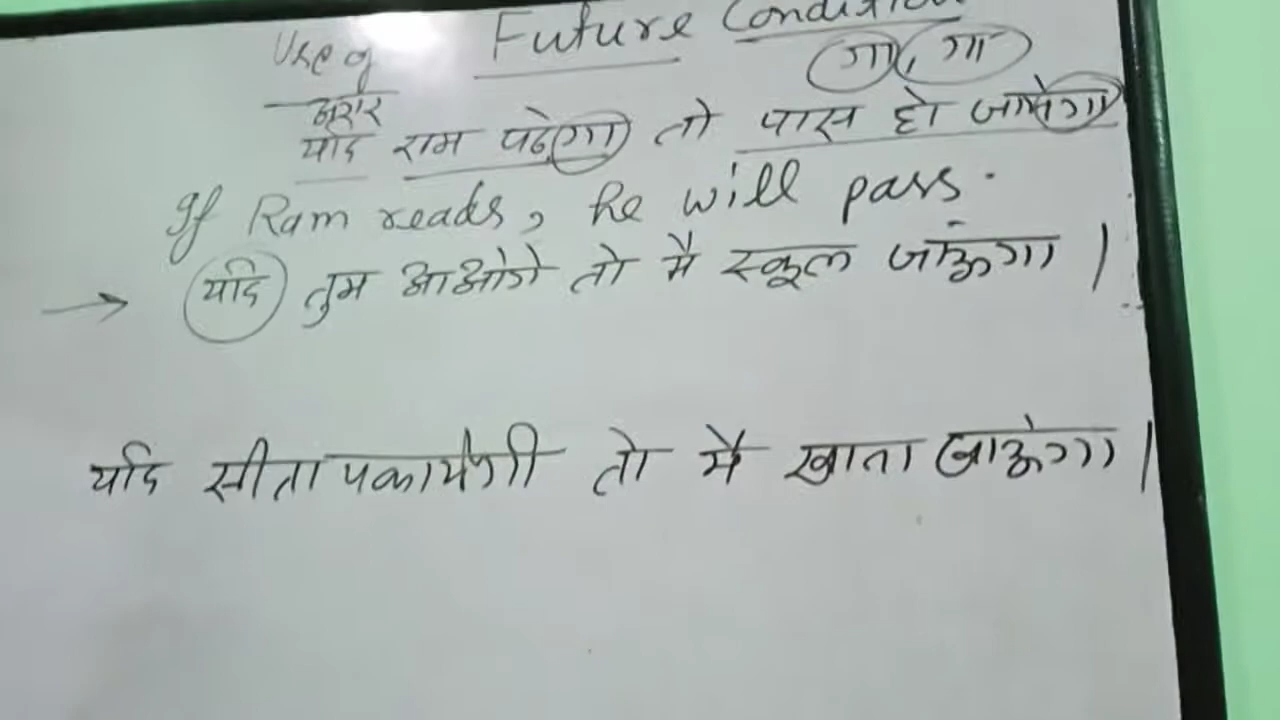 Use of Future Condition
गा, गा
अगर
यदि राम पढेगा तो पास हो जायेगा
If Ram reads, he will pass.
→ यदि तुम आओगे तो मै स्कूल जाऊंगा |
यदि सीता पकायेगी तो मै खाता खाऊंगा |